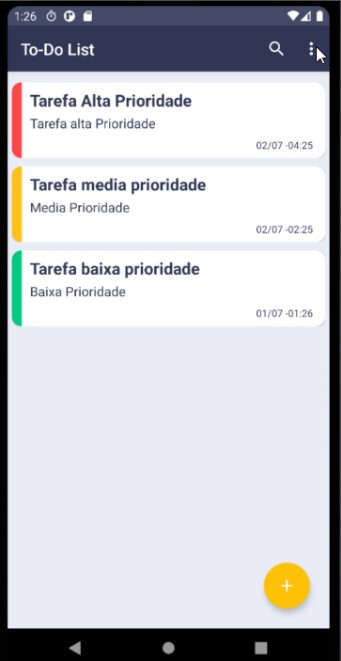 1:26
To-Do List
Tarefa Alta Prioridade
Tarefa alta Prioridade
02/07 -04:25
Tarefa media prioridade
Media Prioridade
02/07 -02:25
Tarefa baixa prioridade
Baixa Prioridade
01/07 -01:26
+